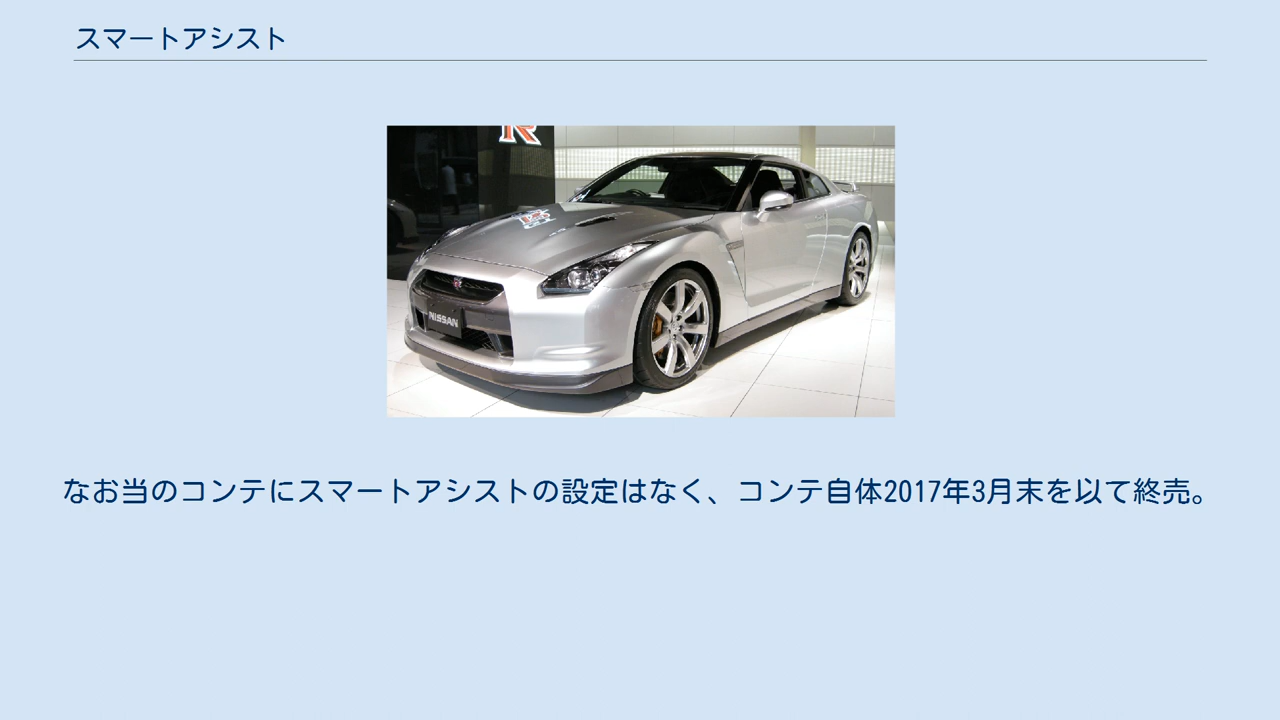 スマートアシスト
R
NISSAN
なお当のコンテにスマートアシストの設定はなく、コンテ自体2017年3月末を以て終売。